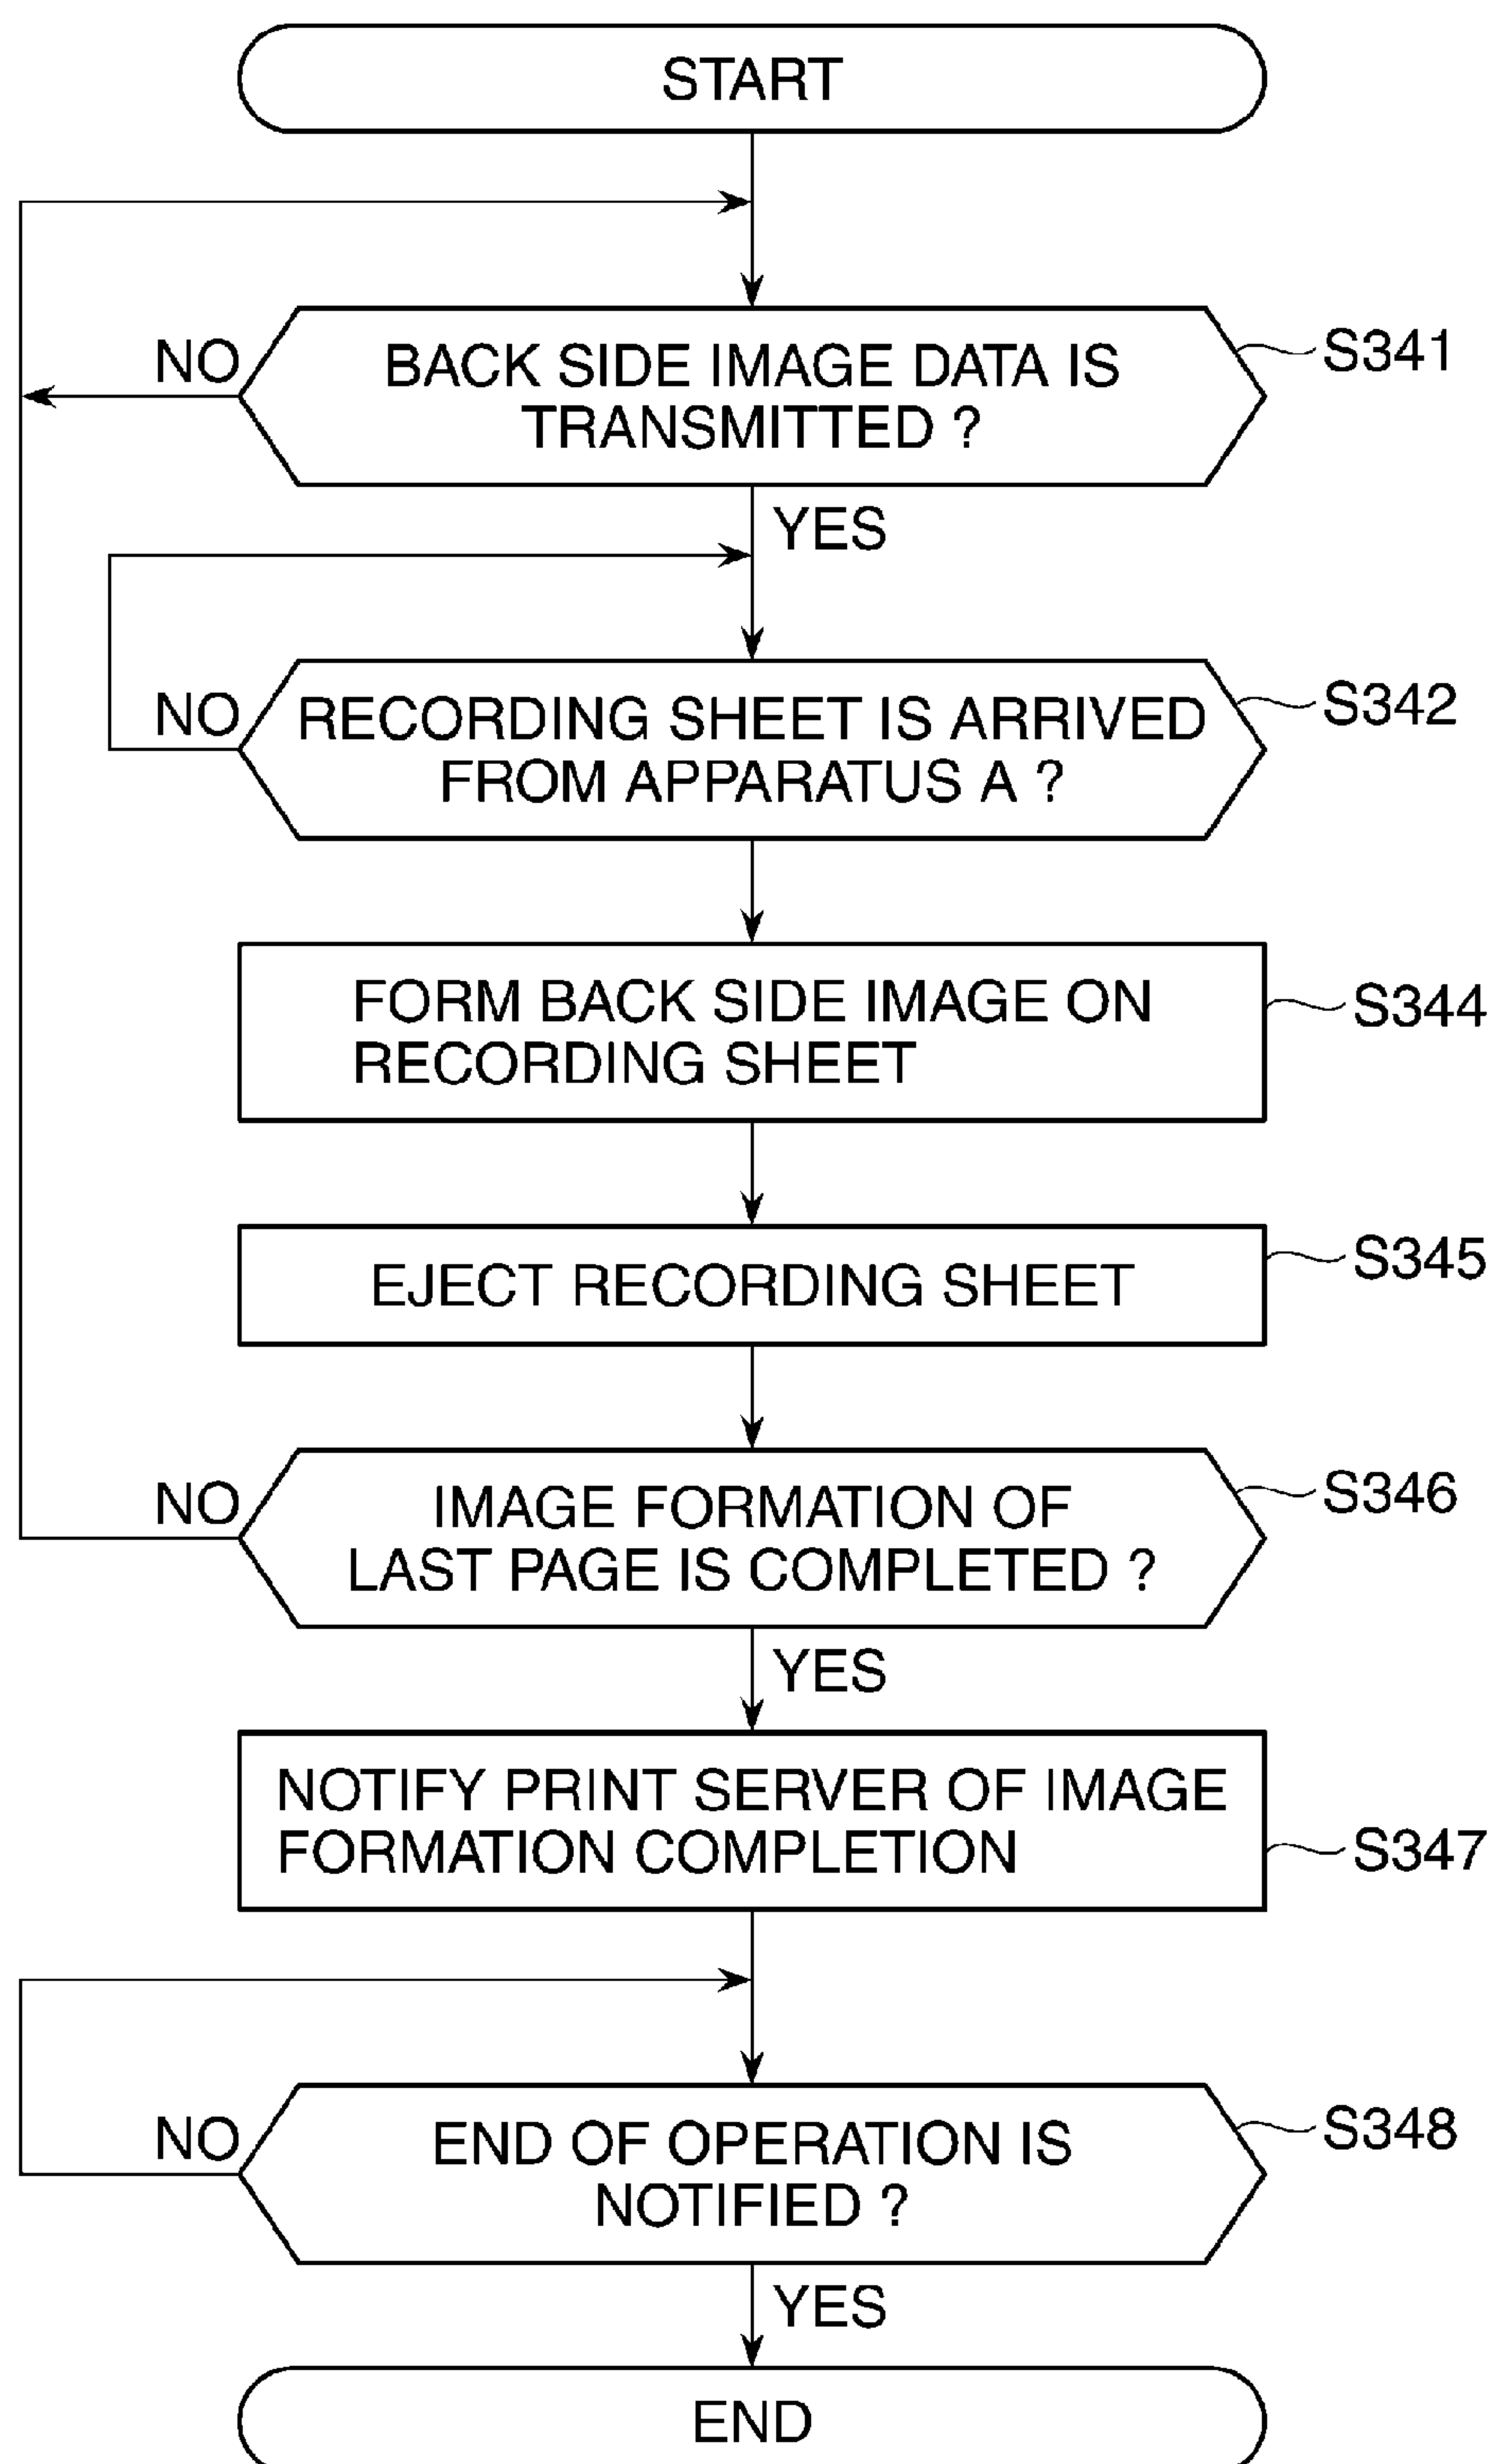 START
NO
BACK SIDE IMAGE DATA IS
TRANSMITTED ?
S341
YES
NO
RECORDING SHEET IS ARRIVED
FROM APPARATUS A ?
S342
FORM BACK SIDE IMAGE ON
RECORDING SHEET
S344
EJECT RECORDING SHEET
S345
NO
IMAGE FORMATION OF
LAST PAGE IS COMPLETED ?
S346
YES
NOTIFY PRINT SERVER OF IMAGE
FORMATION COMPLETION
S347
NO
END OF OPERATION IS
NOTIFIED ?
S348
YES
END